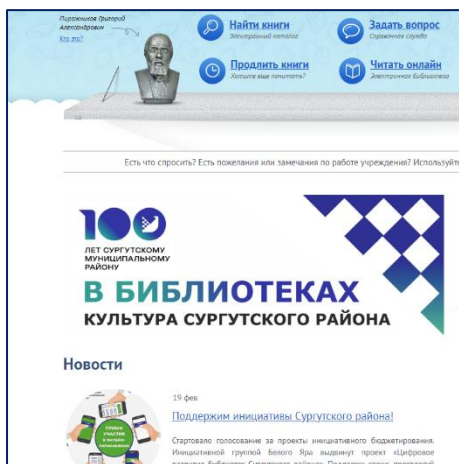 Пирожников Григорий
Александрович
Кто это?
Найти книги
Электронный каталог
Задать вопрос
Справочная служба
Продлить книги
Хотите еще почитать?
Читать онлайн
Электронная библиотека
Есть что спросить? Есть пожелания или замечания по работе учреждения? Используйте
100
ЛЕТ СУРГУТСКОМУ
МУНИЦИПАЛЬНОМУ
РАЙОНУ
В БИБЛИОТЕКАХ
КУЛЬТУРА СУРГУТСКОГО РАЙОНА
Новости
19 фев
Поддержим инициативы Сургутского района!
Стартовало голосование за проекты инициативного бюджетирования.
Инициативной группой Белого Яра выдвинут проект «Цифровое